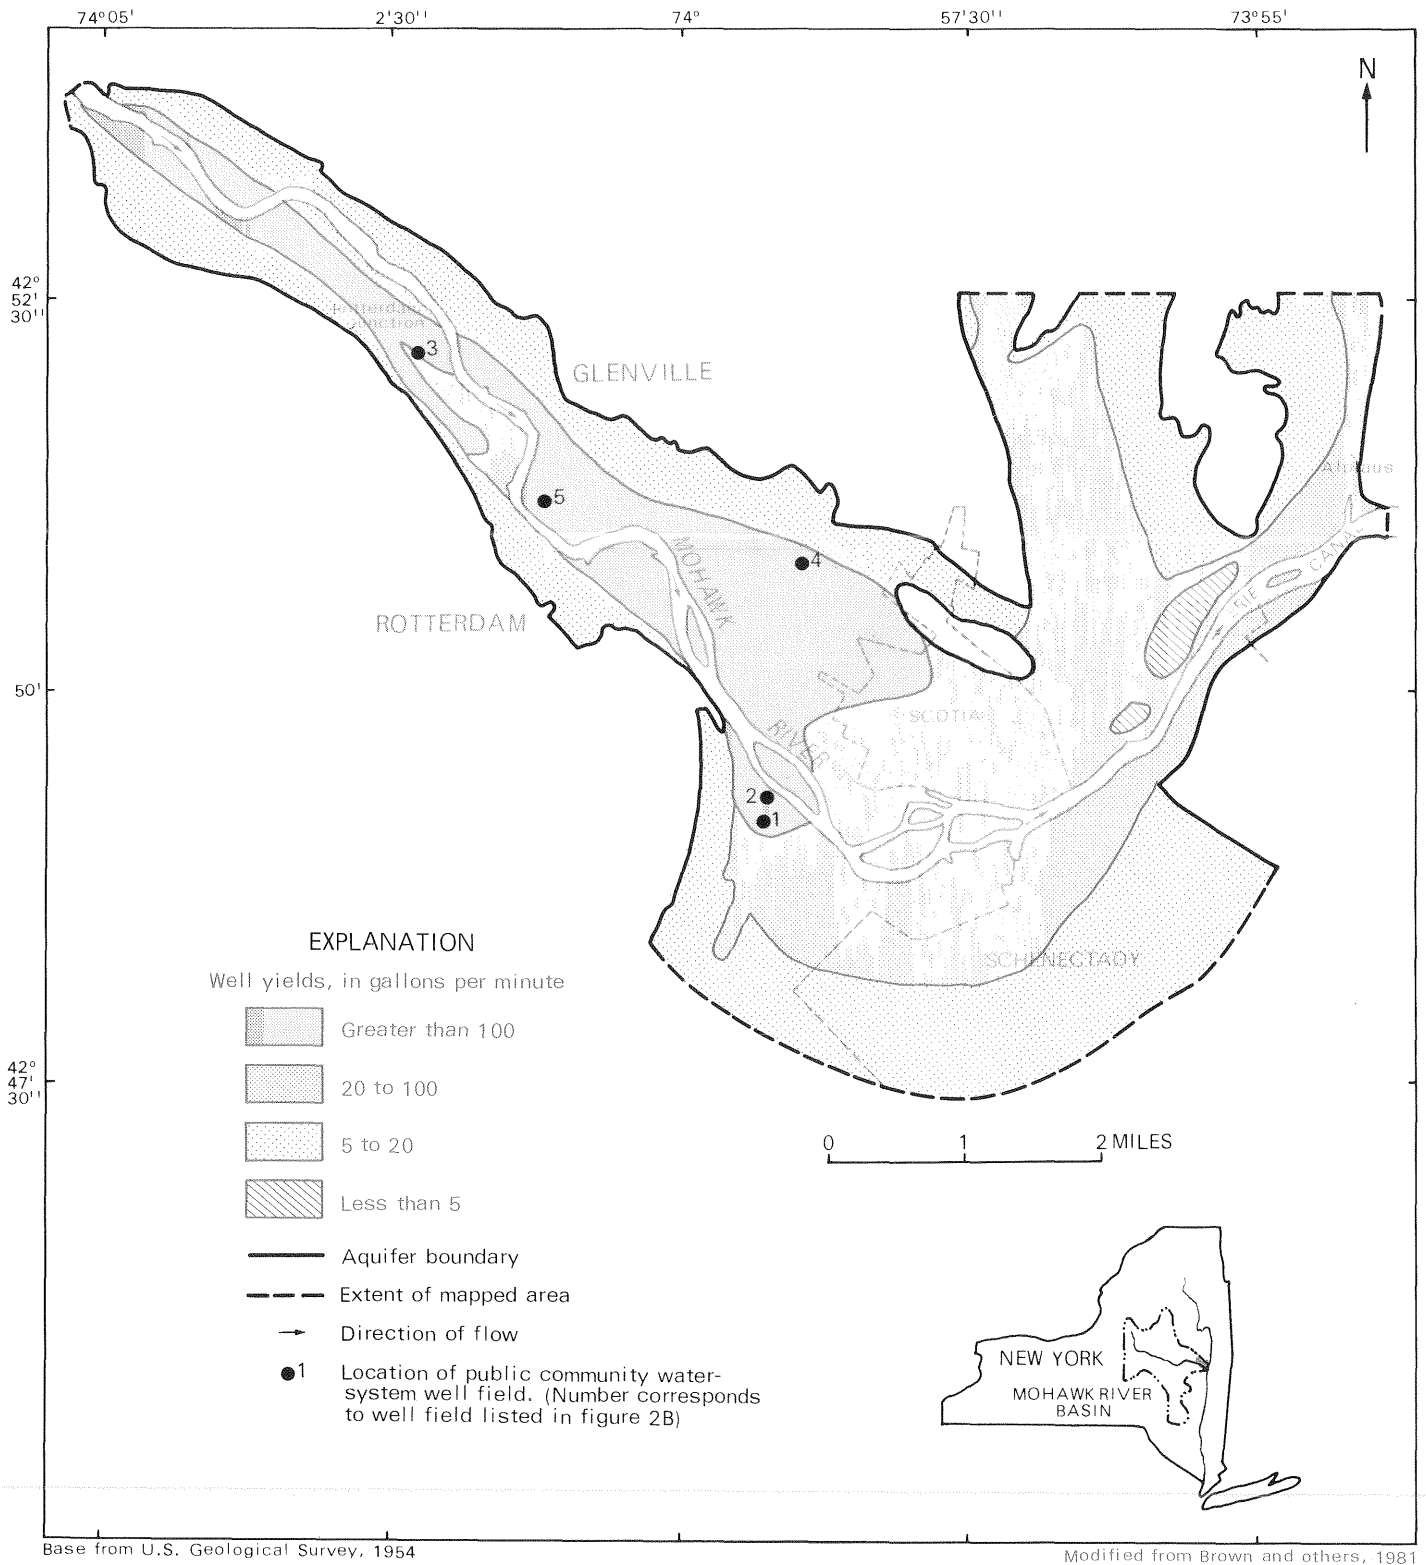 74°05' 2'30'' 74° 57'30'' 73°55'
N
42°
52'
30''
Rotterdam
Junction
3
GLENVILLE
5
4
MOHAWK
ROTTERDAM
CANAL
50'
SCOTIA
RIVER
2
1
SCHENECTADY
EXPLANATION
Well yields, in gallons per minute
Greater than 100
20 to 100
5 to 20
Less than 5
Aquifer boundary
Extent of mapped area
Direction of flow
1 Location of public community water-
system well field. (Number corresponds
to well field listed in figure 2B)
42°
47'
30''
0 1 2 MILES
NEW YORK
MOHAWK RIVER
BASIN
Base from U.S. Geological Survey, 1954
Modified from Brown and others, 1981